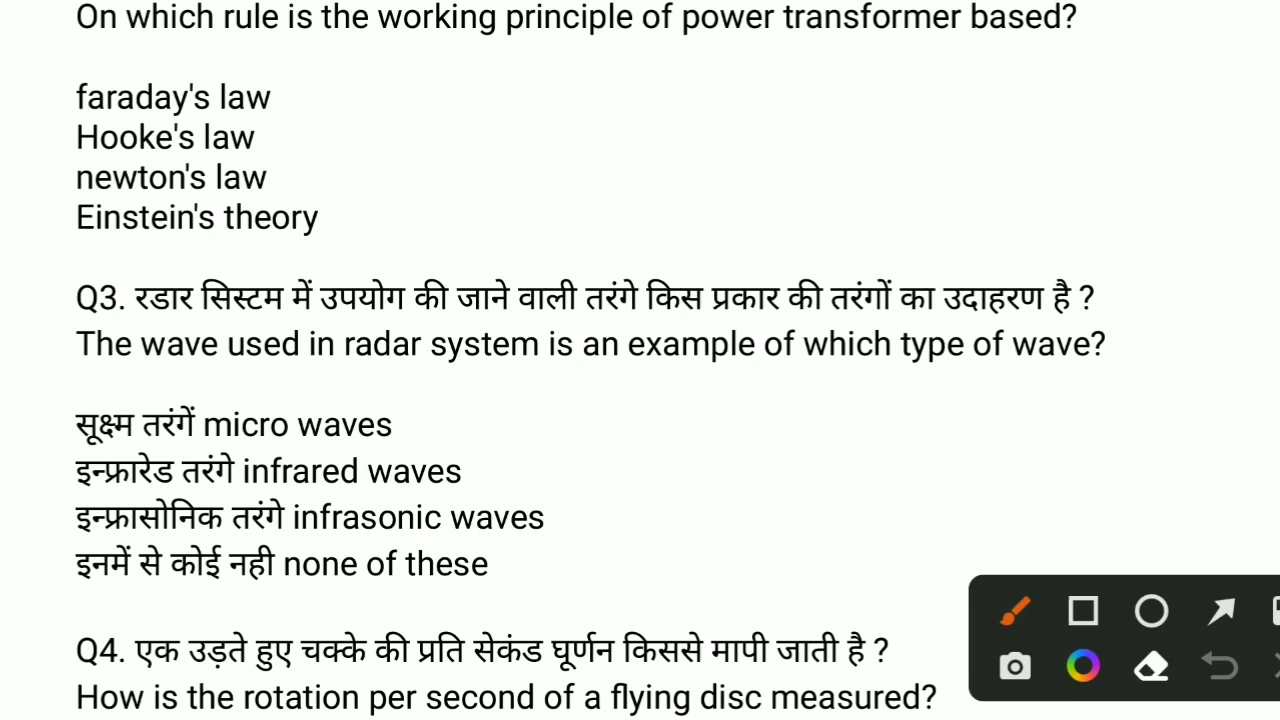 On which rule is the working principle of power transformer based?
faraday's law
Hooke's law
newton's law
Einstein's theory
Q3. रडार सिस्टम में उपयोग की जाने वाली तरंगे किस प्रकार की तरंगों का उदाहरण है ?
The wave used in radar system is an example of which type of wave?
सूक्ष्म तरंगें micro waves
इन्फ्रारेड तरंगे infrared waves
इन्फ्रासोनिक तरंगे infrasonic waves
इनमें से कोई नही none of these
Q4. एक उड़ते हुए चक्के की प्रति सेकंड घूर्णन किससे मापी जाती है ?
How is the rotation per second of a flying disc measured?